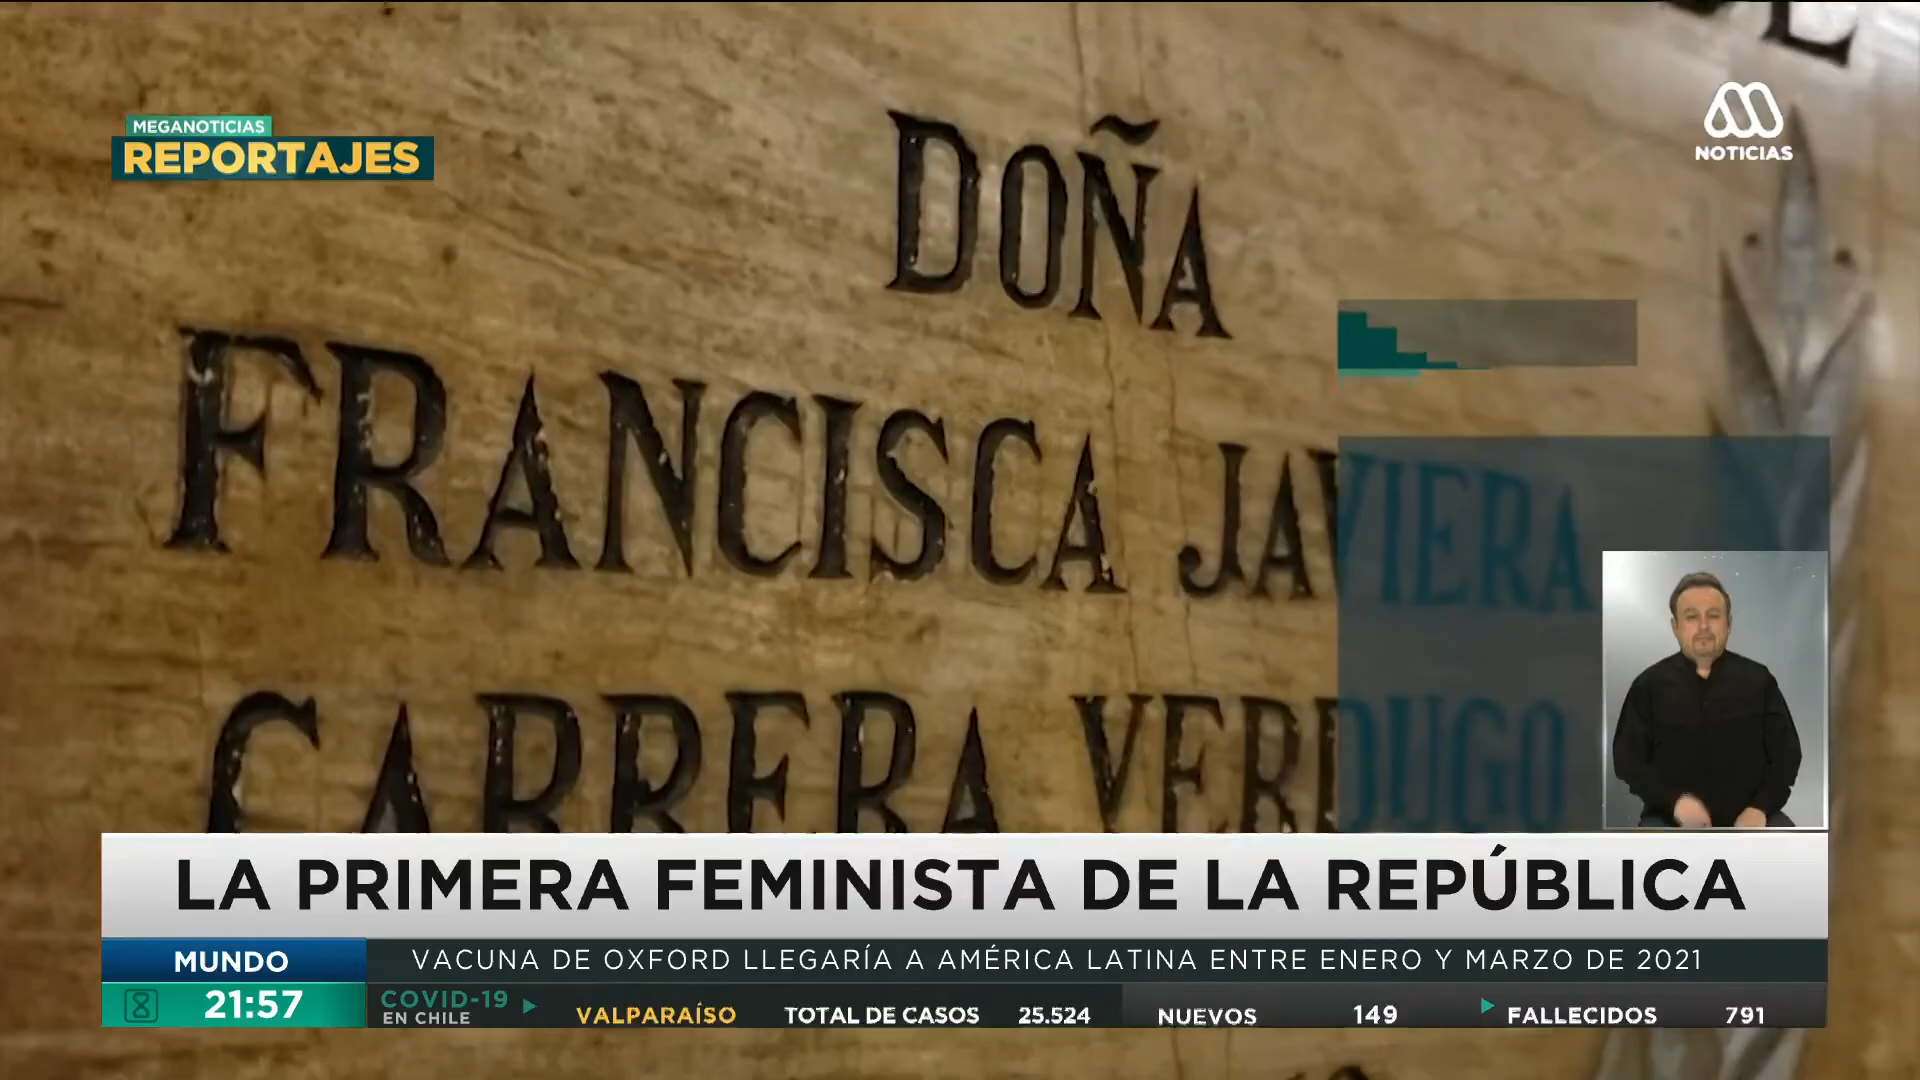 MEGANOTICIAS
REPORTAJES
NOTICIAS
DOÑA
FRANCISCA JAVIERA
CARRERA VERDUGO
LA PRIMERA FEMINISTA DE LA REPÚBLICA
MUNDO
VACUNA DE OXFORD LLEGARÍA A AMÉRICA LATINA ENTRE ENERO Y MARZO DE 2021
21:57
COVID-19
EN CHILE
VALPARAÍSO TOTAL DE CASOS 25.524 NUEVOS 149 FALLECIDOS 791